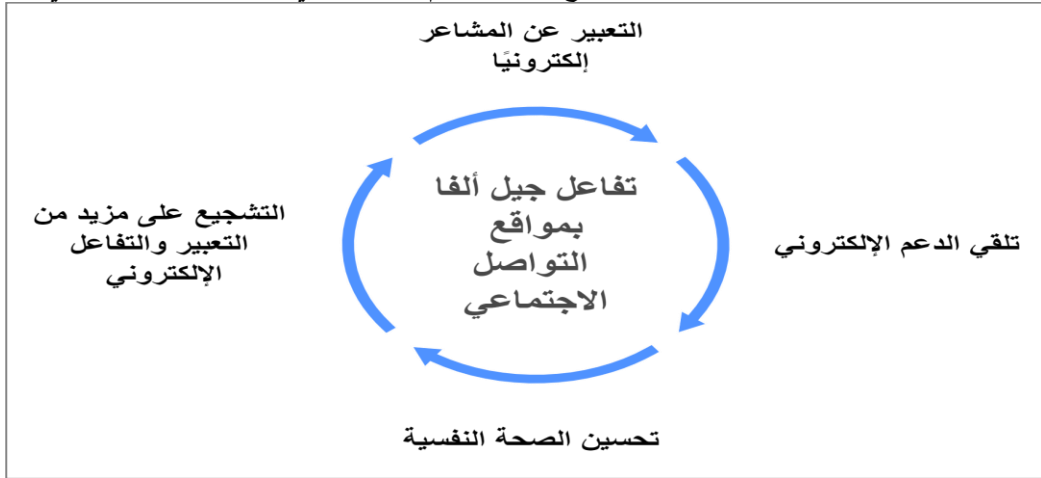 التعبير عن المشاعر
إلكترونيًا
تفاعل جيل ألفا
بمواقع
التواصل
الاجتماعي
تلقي الدعم الإلكتروني
تحسين الصحة النفسية
التشجيع على مزيد من
التعبير والتفاعل
الإلكتروني